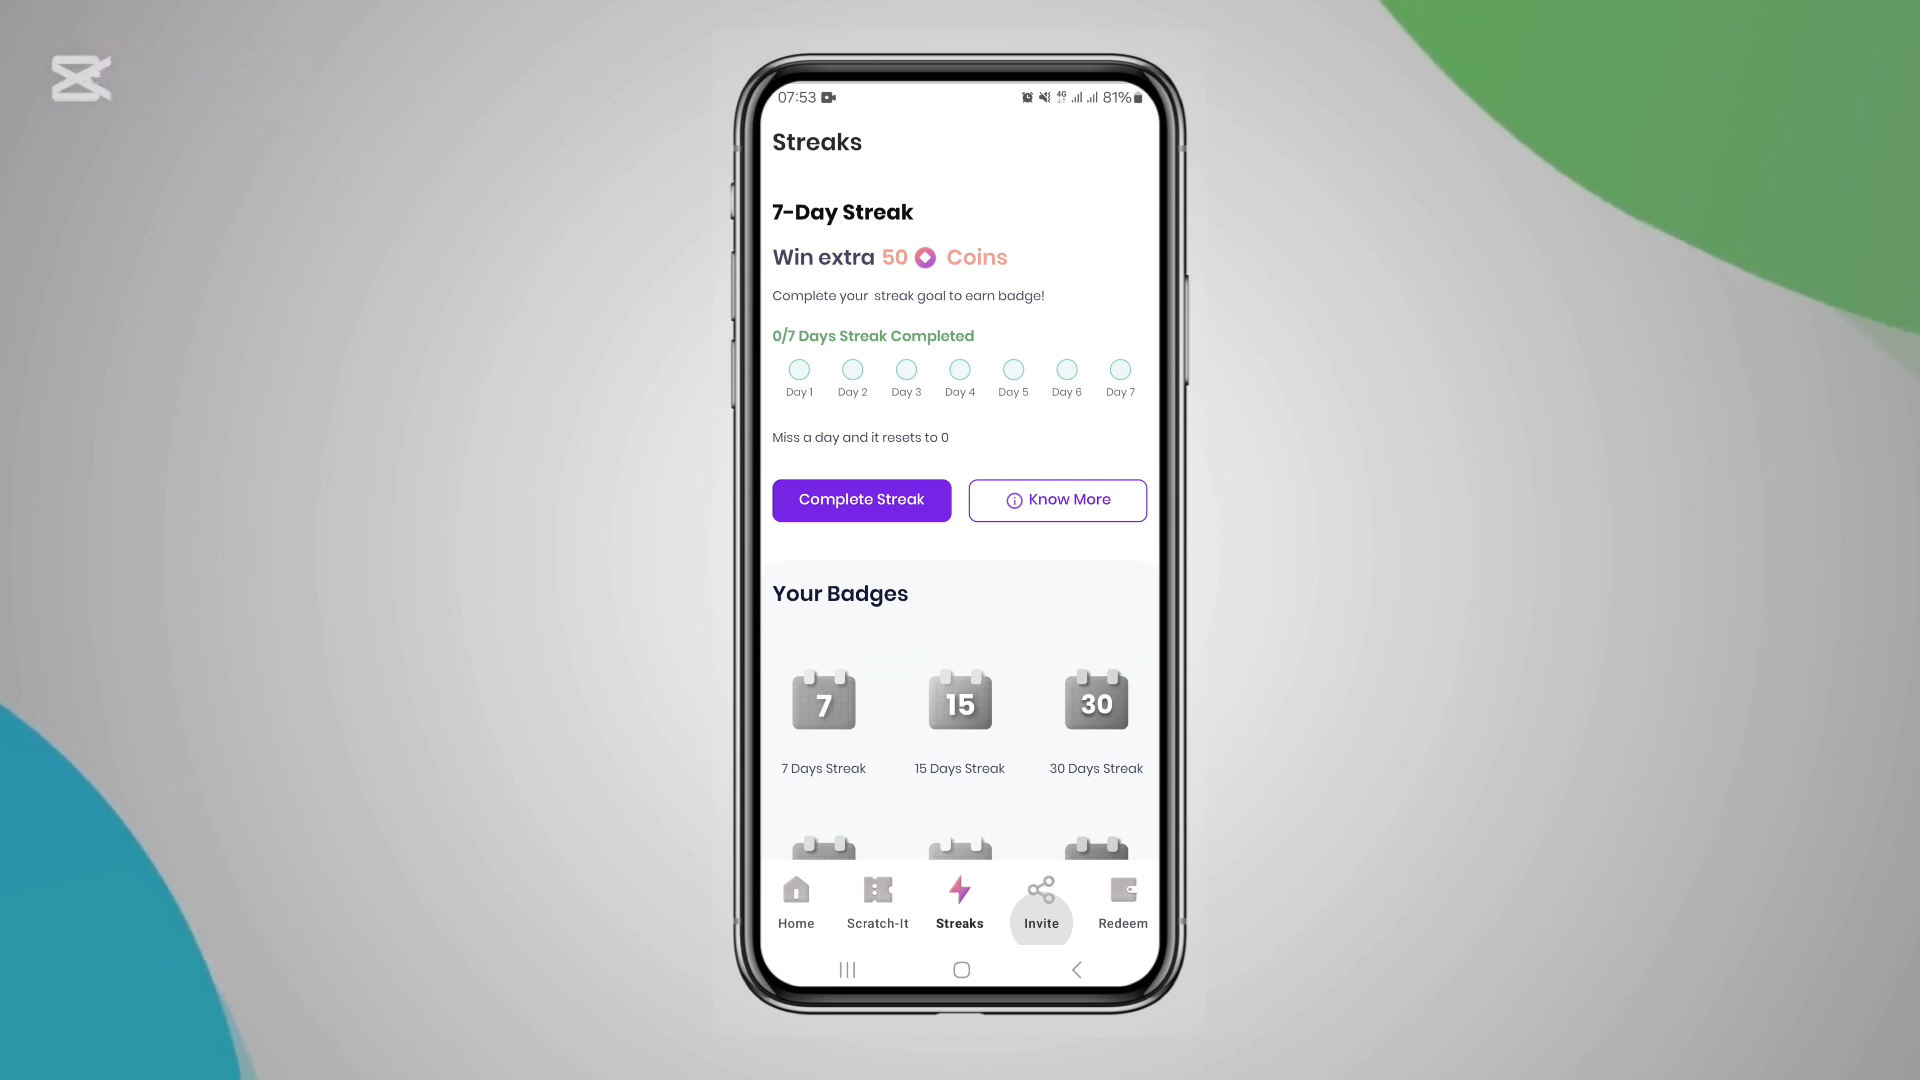 07:53 4G 81%
Streaks
7-Day Streak
Win extra 50 Coins
Complete your streak goal to earn badge!
0/7 Days Streak Completed
Day 1 Day 2 Day 3 Day 4 Day 5 Day 6 Day 7
Miss a day and it resets to 0
Complete Streak Know More
Your Badges
7 15 30
7 Days Streak 15 Days Streak 30 Days Streak
Home Scratch-It Streaks Invite Redeem